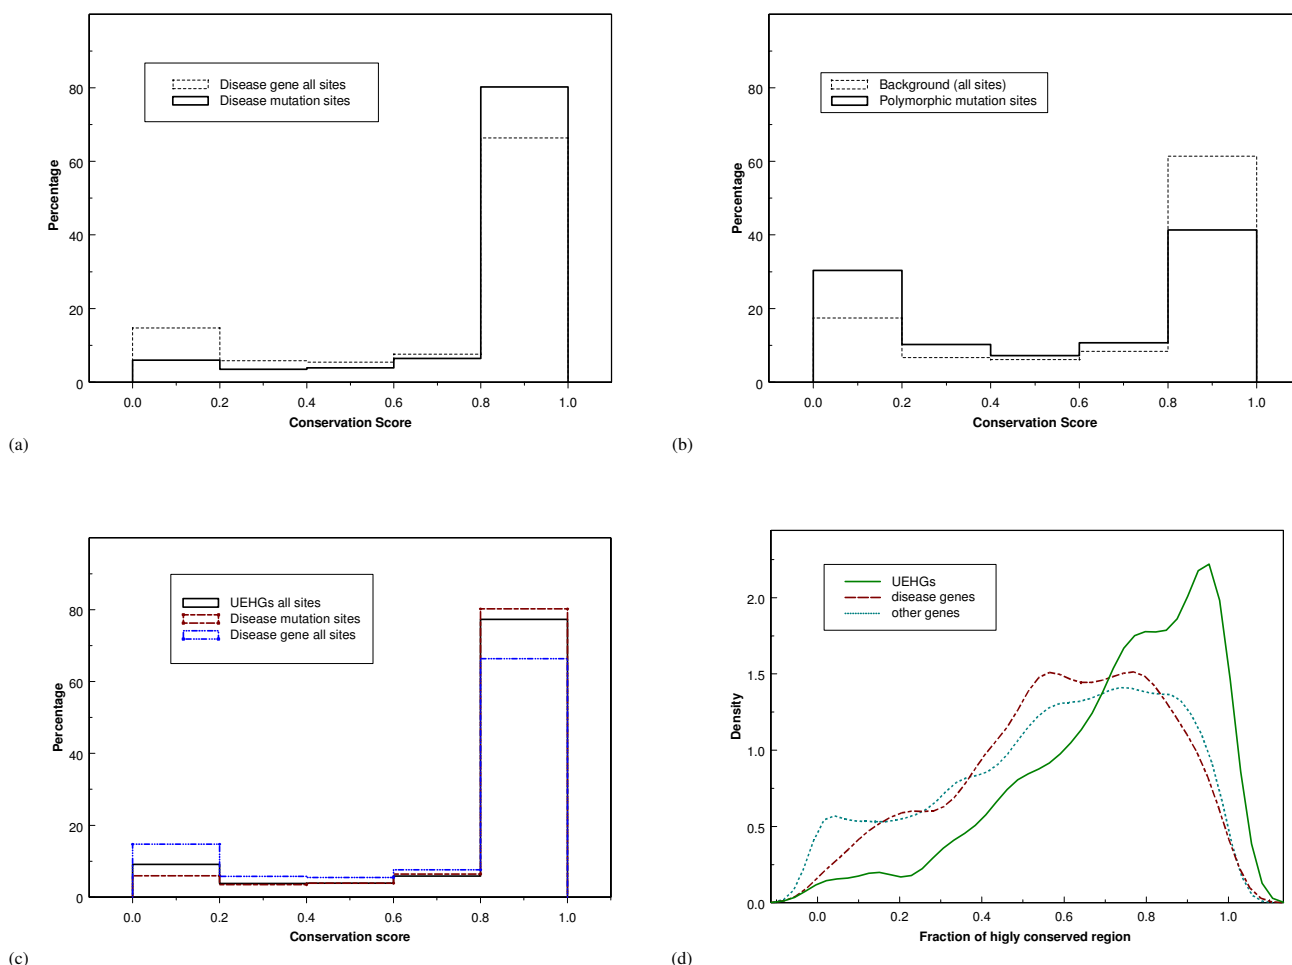 Disease gene all sites
Disease mutation sites
Percentage
80
60
40
20
0
0.0 0.2 0.4 0.6 0.8 1.0
Conservation Score
(a)
Background (all sites)
Polymorphic mutation sites
Percentage
80
60
40
20
0
0.0 0.2 0.4 0.6 0.8 1.0
Conservation Score
(b)
UEHGs all sites
Disease mutation sites
Disease gene all sites
Percentage
80
60
40
20
0
0.0 0.2 0.4 0.6 0.8 1.0
Conservation score
(c)
UEHGs
disease genes
other genes
Density
2.0
1.5
1.0
0.5
0.0
0.0 0.2 0.4 0.6 0.8 1.0
Fraction of higly conserved region
(d)